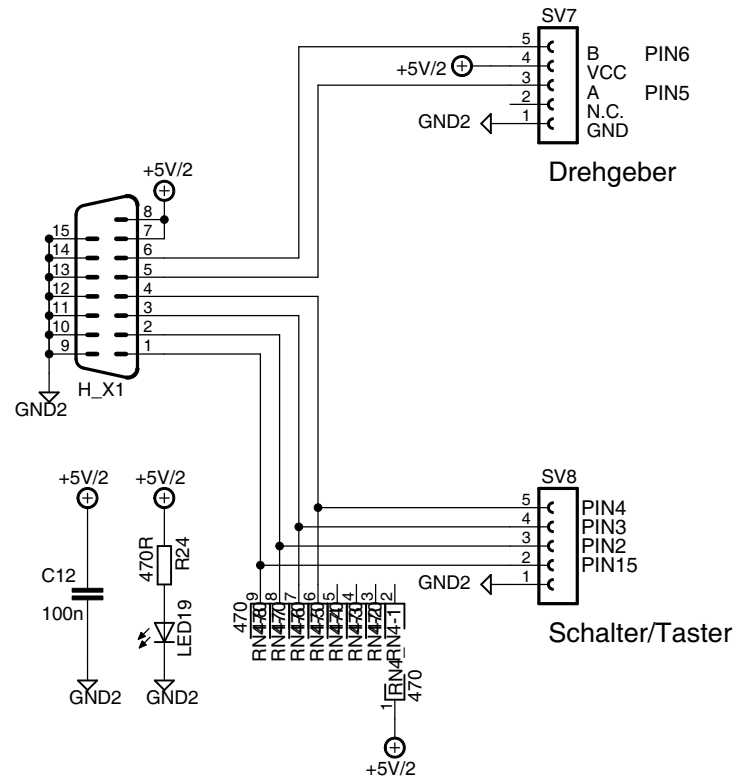 SV7
5
B
PIN6
+5V/2
4
VCC
3
A
PIN5
2
N.C.
GND2
1
GND
Drehgeber
+5V/2
8
15
7
14
6
13
5
12
4
11
3
10
2
9
1
GND2
H_X1
+5V/2
+5V/2
C12
100n
470R
R24
LED19
GND2
GND2
SV8
5
PIN4
4
PIN3
3
PIN2
2
PIN15
GND2
1
Schalter/Taster
470
9
8
7
6
5
4
3
2
RN4-1
1
RN4
470
+5V/2